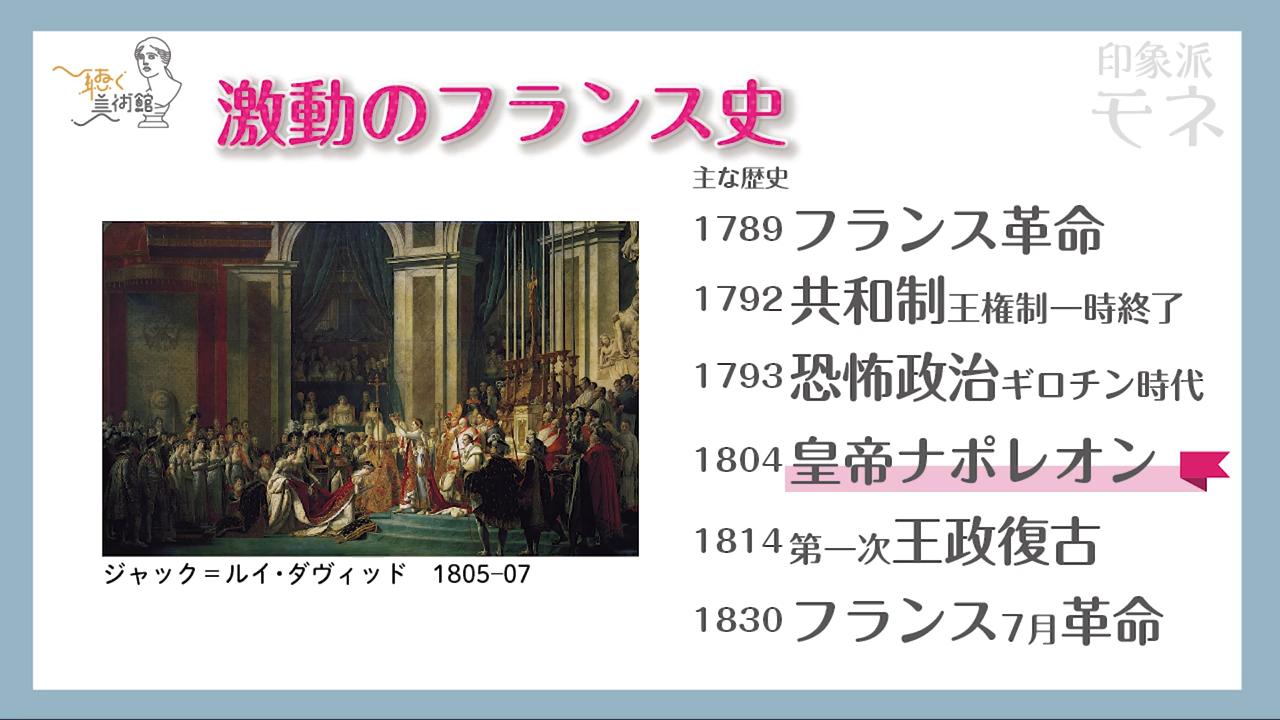 聴く
美術館
激動のフランス史
印象派
モネ
主な歴史
1789 フランス革命
1792 共和制王権制一時終了
1793 恐怖政治ギロチン時代
1804 皇帝ナポレオン
1814 第一次王政復古
1830 フランス7月革命
ジャック=ルイ・ダヴィッド 1805-07